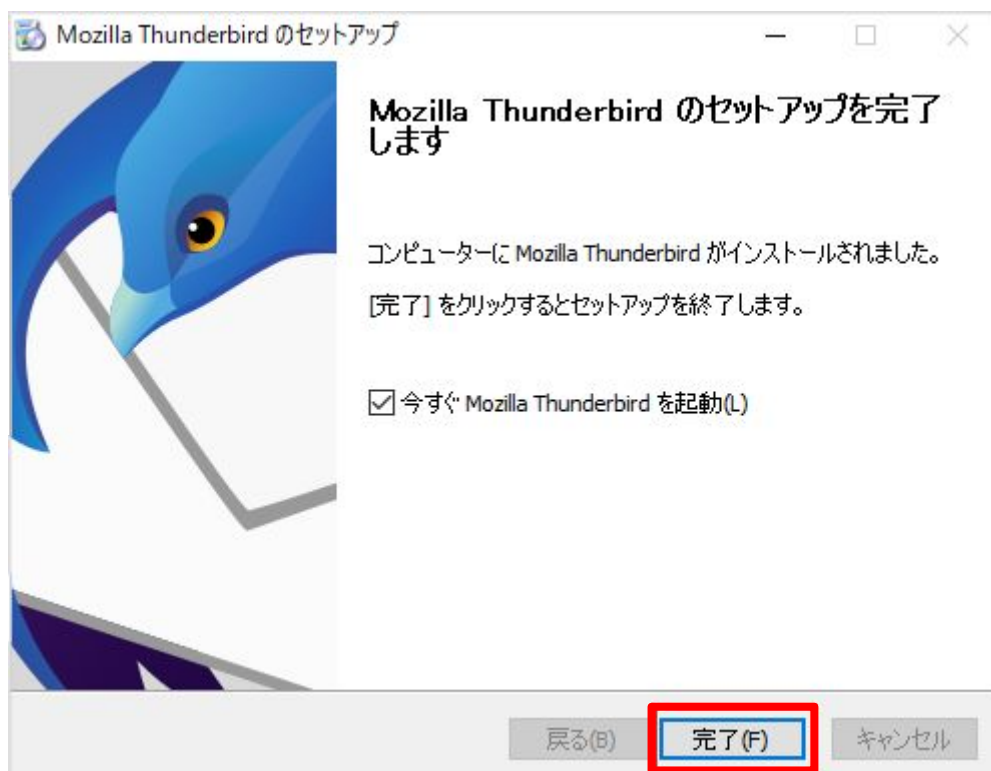 Mozilla Thunderbird のセットアップ
Mozilla Thunderbird のセットアップを完了
します
コンピューターに Mozilla Thunderbird がインストールされました。
[完了] をクリックするとセットアップを終了します。
今すぐ Mozilla Thunderbird を起動(L)
戻る(B) 完了(F) キャンセル